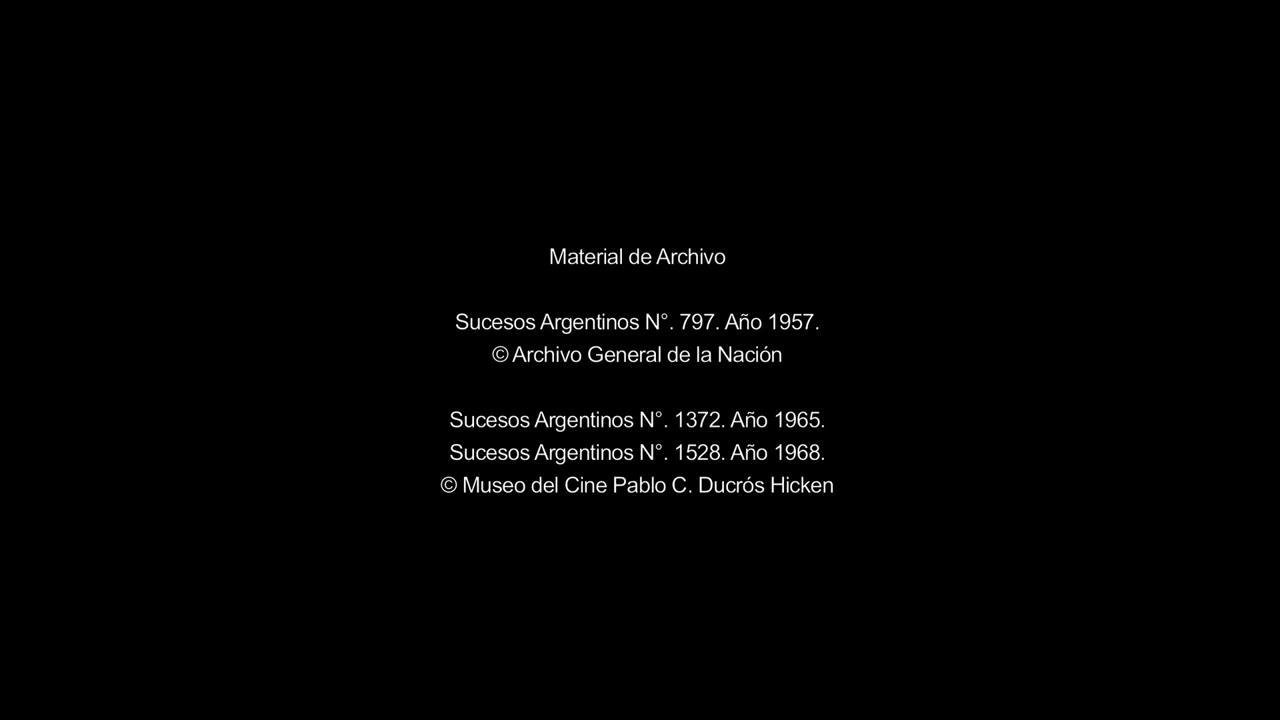 Material de Archivo
Sucesos Argentinos N°. 797. Año 1957.
© Archivo General de la Nación
Sucesos Argentinos N°. 1372. Año 1965.
Sucesos Argentinos N°. 1528. Año 1968.
© Museo del Cine Pablo C. Ducrós Hicken